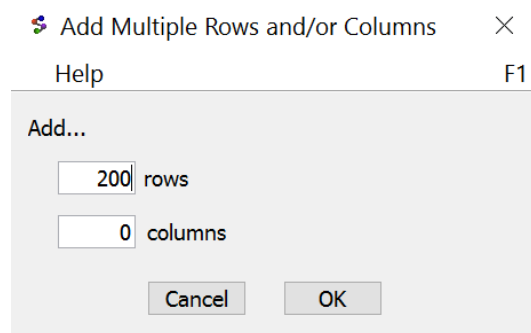 Add Multiple Rows and/or Columns
Help F1
Add...
200 rows
0 columns
Cancel OK